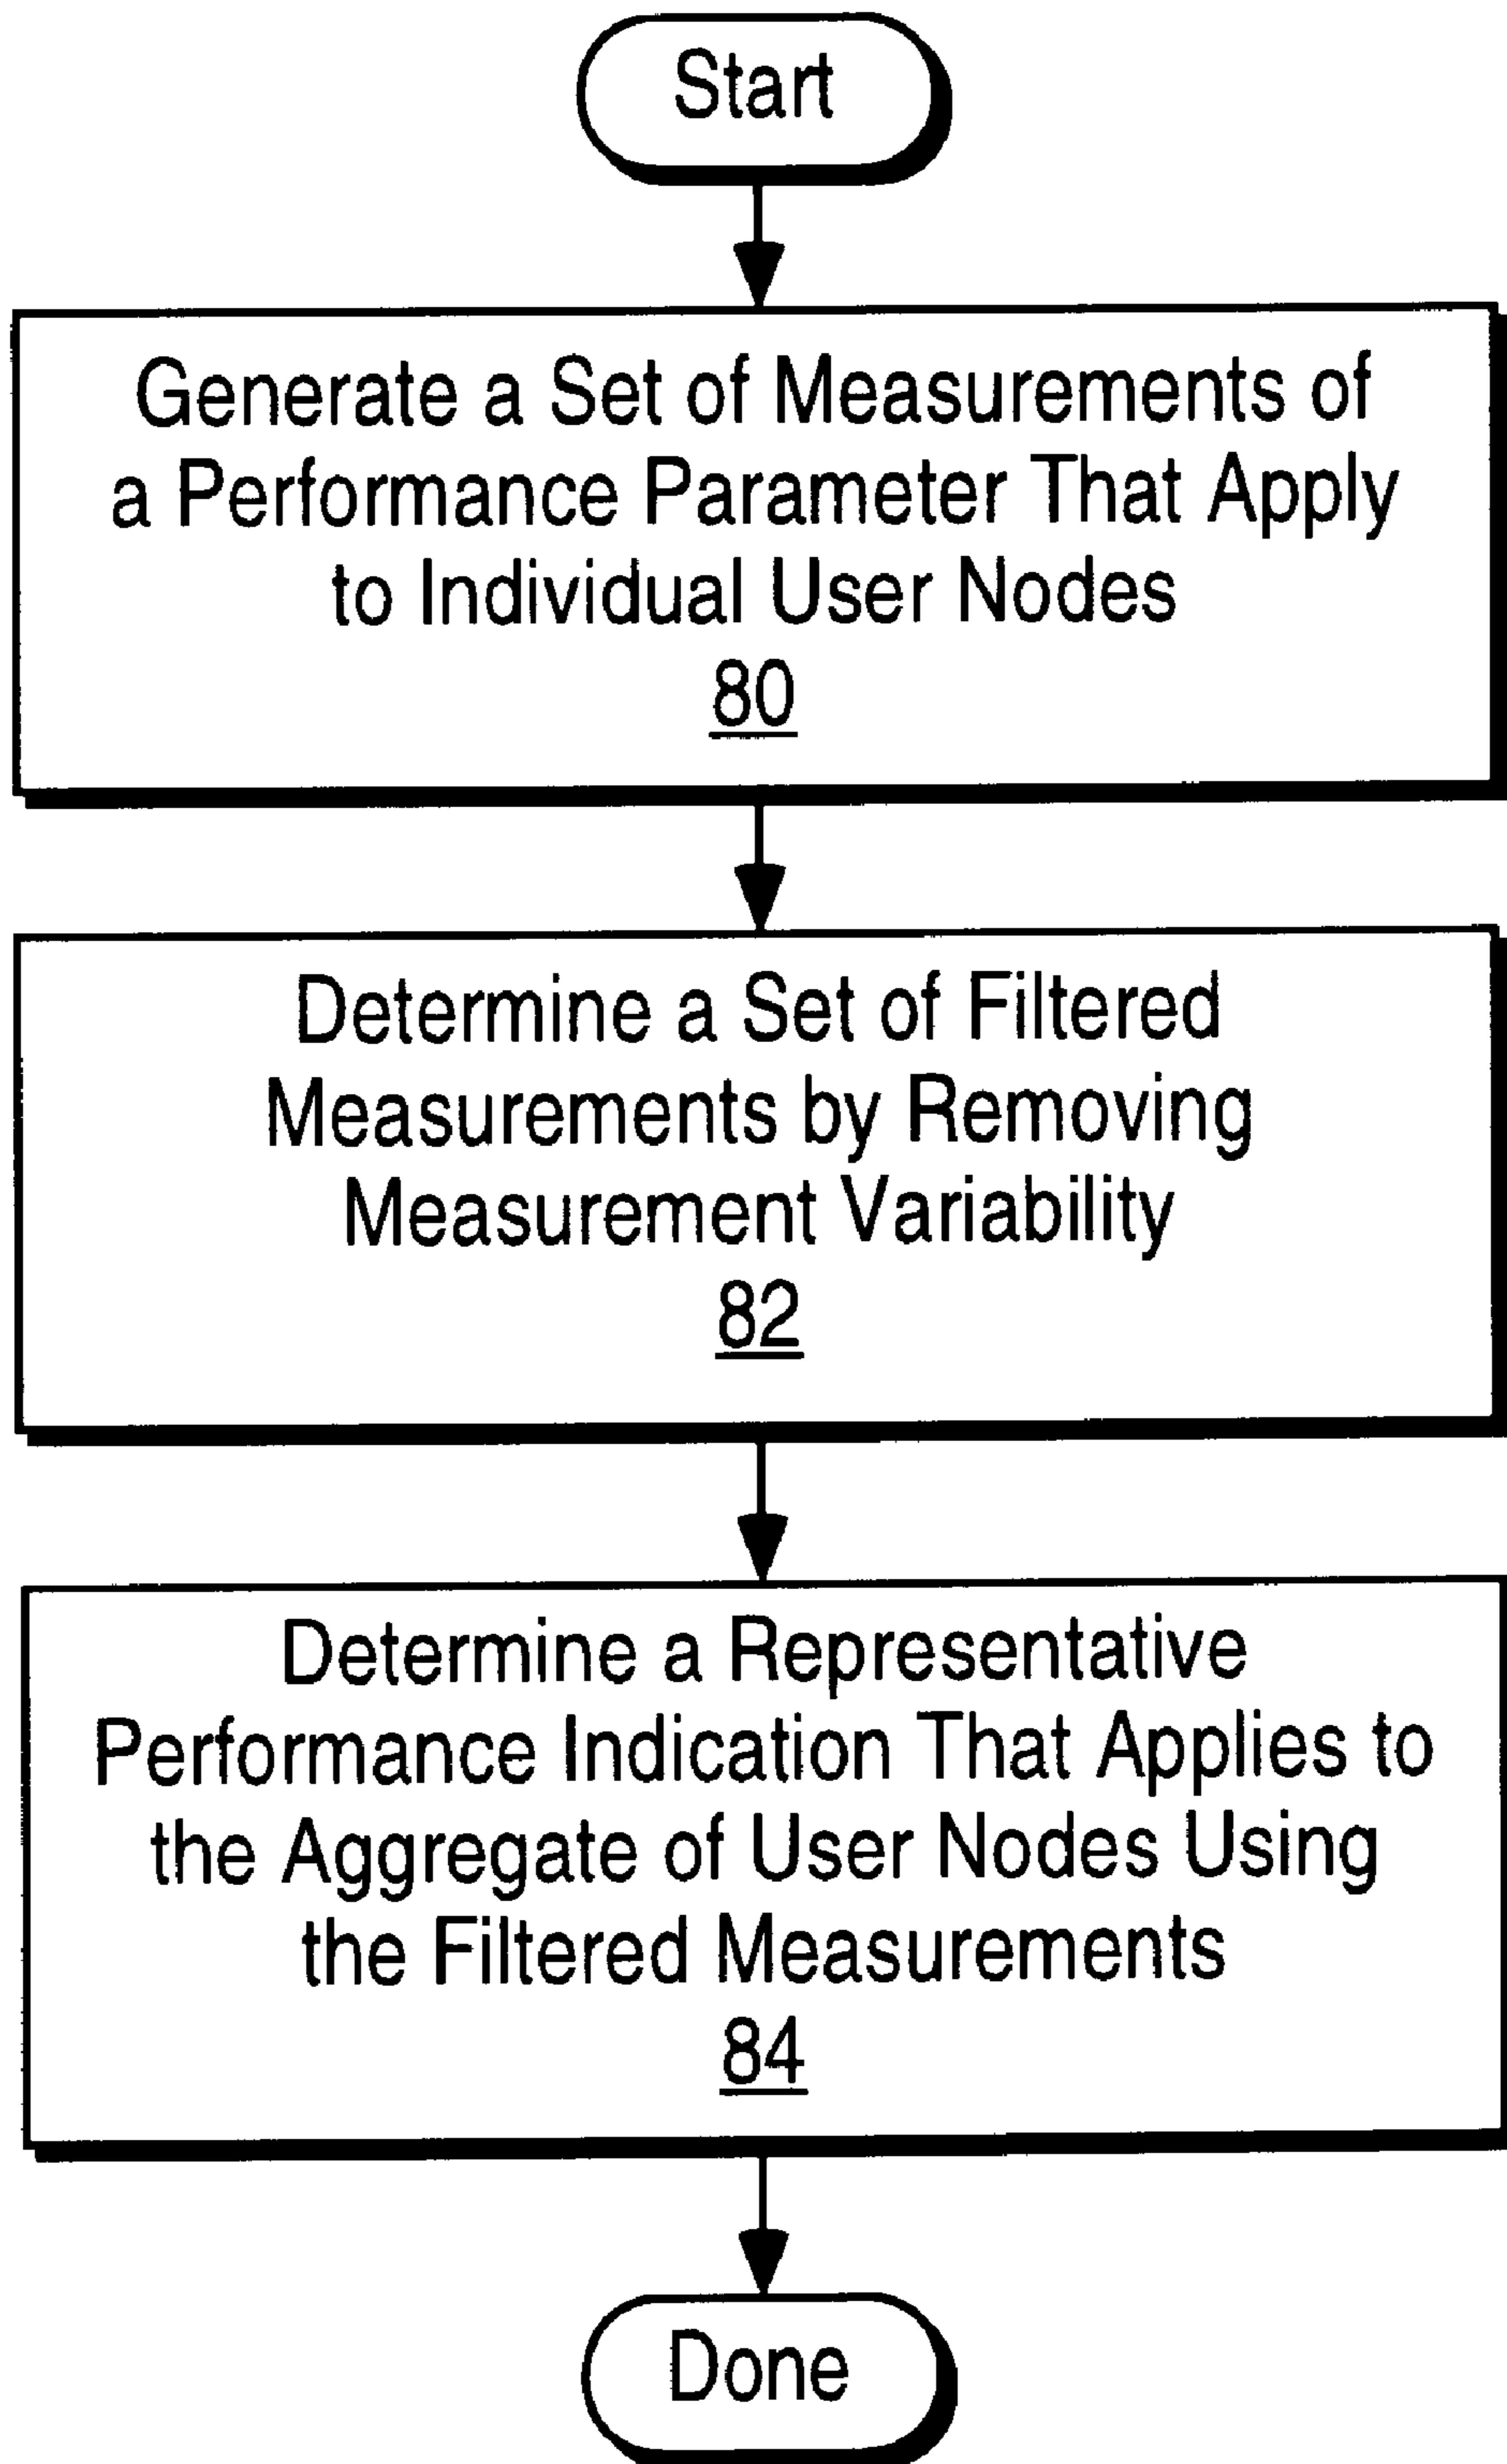 Start
Generate a Set of Measurements of
a Performance Parameter That Apply
to Individual User Nodes
80
Determine a Set of Filtered
Measurements by Removing
Measurement Variability
82
Determine a Representative
Performance Indication That Applies to
the Aggregate of User Nodes Using
the Filtered Measurements
84
Done